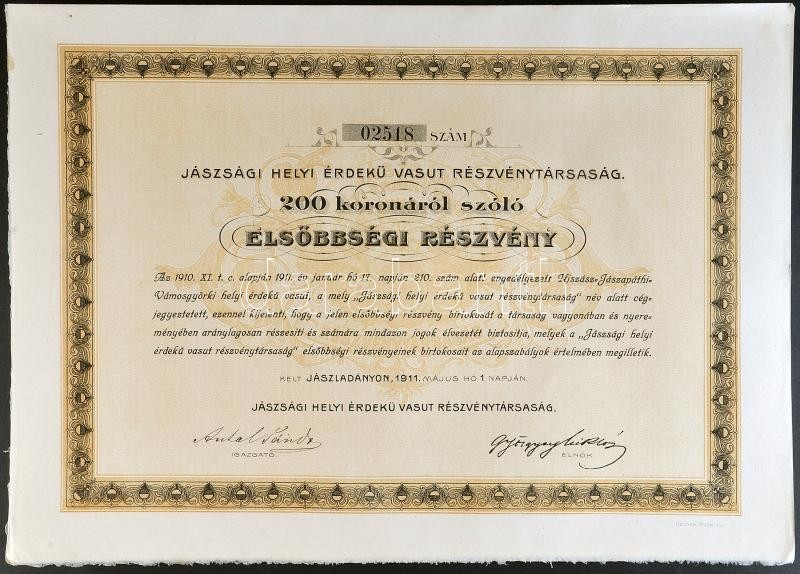 02518 SZÁM
JÁSZSÁGI HELYI ÉRDEKŰ VASUT RÉSZVÉNYTÁRSASÁG.
200 koronáról szóló
ELSŐBBSÉGI RÉSZVÉNY
Az 1910. XI. t. c. alapján 1911. év január hó 17. napján 210. szám alatt engedélyezett Ujszász-Jászapáthi-
Vámosgyörki helyi érdekű vasut, a mely „Jászsági helyi érdekű vasut részvénytársaság" név alatt cég-
jegyeztetett, ezennel kijelenti, hogy a jelen elsőbbségi részvény birtokosát a társaság vagyonában és nyere-
ményében aránylagosan részesiti és számára mindazon jogok élvezetét biztositja, melyek a „Jászsági helyi
érdekű vasut részvénytársaság" elsőbbségi részvényeinek birtokosait az alapszabályok értelmében megilletik.
KELT JÁSZLADÁNYON, 1911. MÁJUS HÓ 1 NAPJÁN.
JÁSZSÁGI HELYI ÉRDEKŰ VASUT RÉSZVÉNYTÁRSASÁG.
Antal Sándor
IGAZGATÓ
ELNÖK